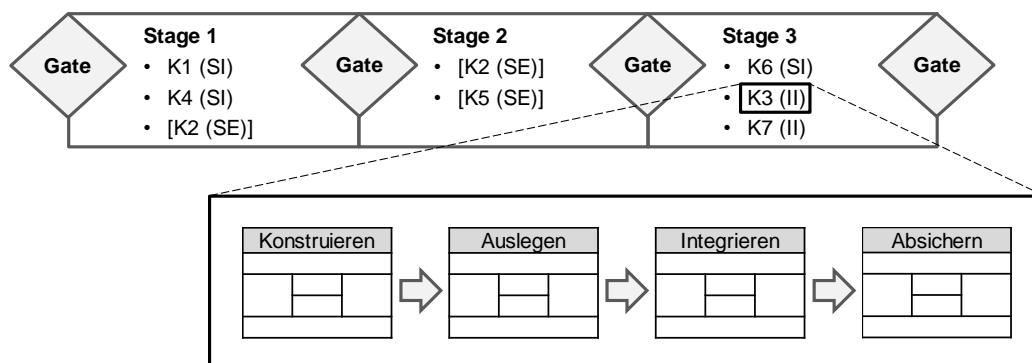 Gate
Stage 1
• K1 (SI)
• K4 (SI)
• [K2 (SE)]
Gate
Stage 2
• [K2 (SE)]
• [K5 (SE)]
Gate
Stage 3
• K6 (SI)
• K3 (II)
• K7 (II)
Gate
Konstruieren
Auslegen
Integrieren
Absichern